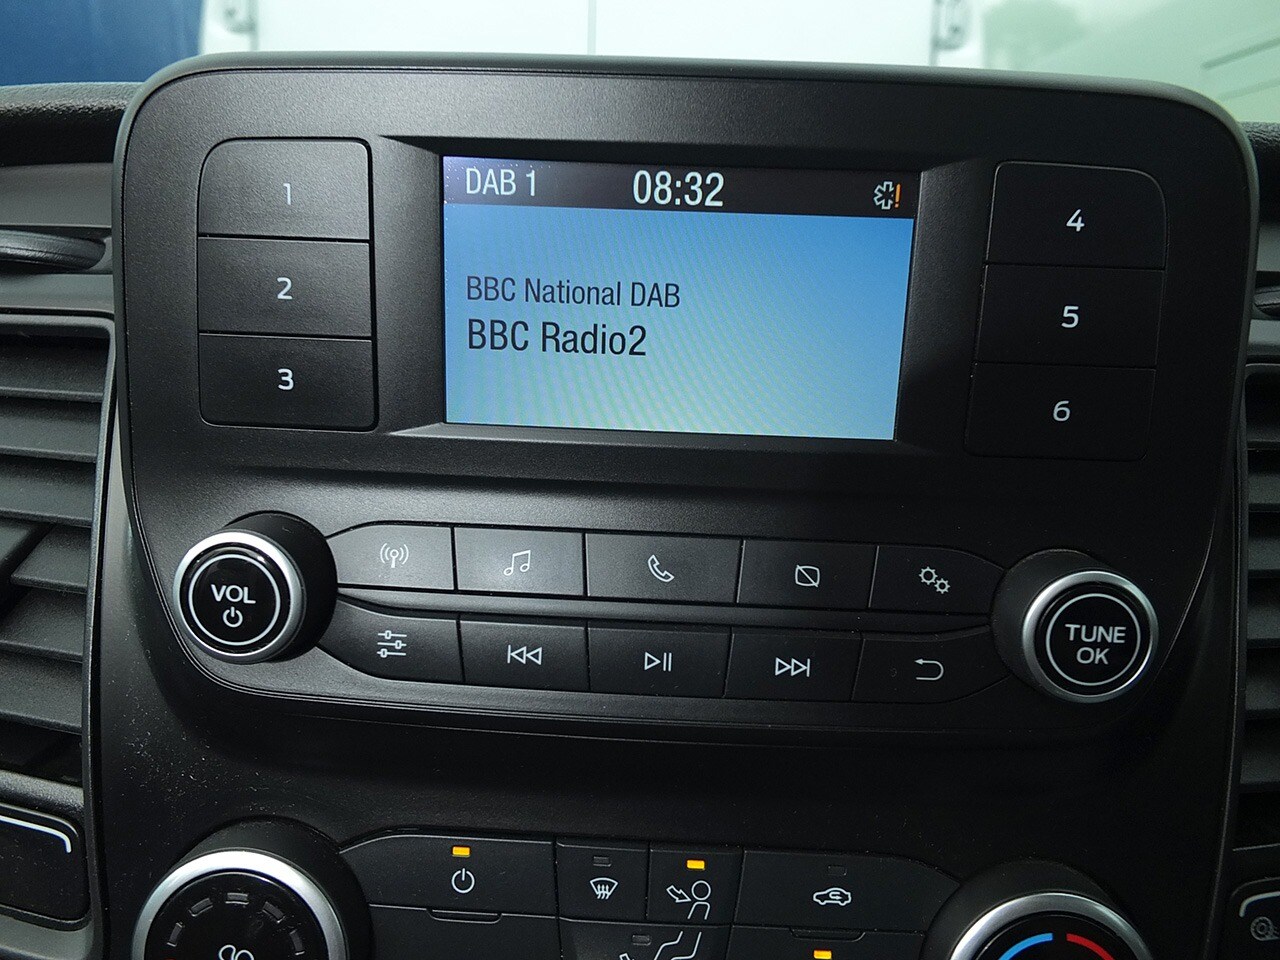 DAB 1 08:32
BBC National DAB
BBC Radio2
1
2
3
4
5
6
VOL
TUNE
OK